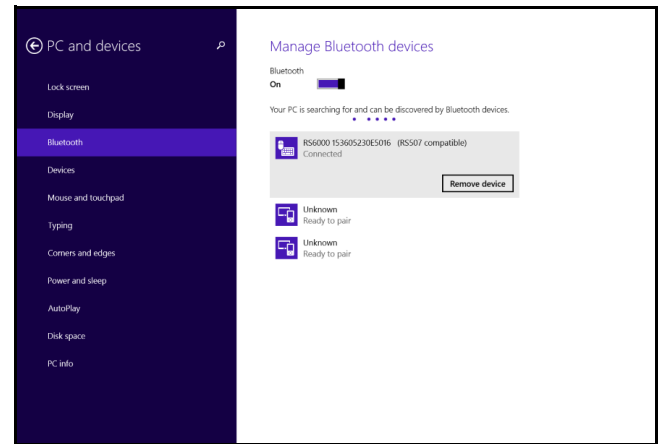 PC and devices
Lock screen
Display
Bluetooth
Devices
Mouse and touchpad
Typing
Corners and edges
Power and sleep
AutoPlay
Disk space
PC info
Manage Bluetooth devices
Bluetooth
On
Your PC is searching for and can be discovered by Bluetooth devices.
RS6000 153605230E5016 (RS507 compatible)
Connected
Remove device
Unknown
Ready to pair
Unknown
Ready to pair